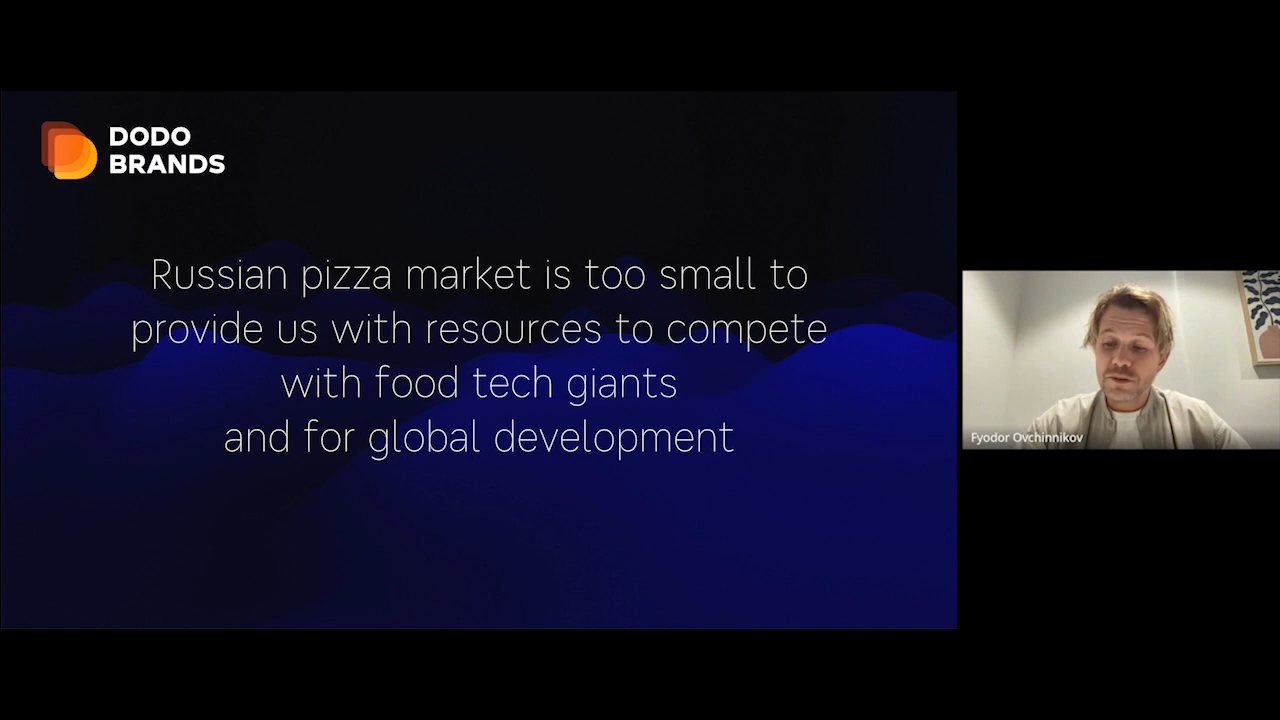 DODO
BRANDS
Russian pizza market is too small to
provide us with resources to compete
with food tech giants
and for global development
Fyodor Ovchinnikov